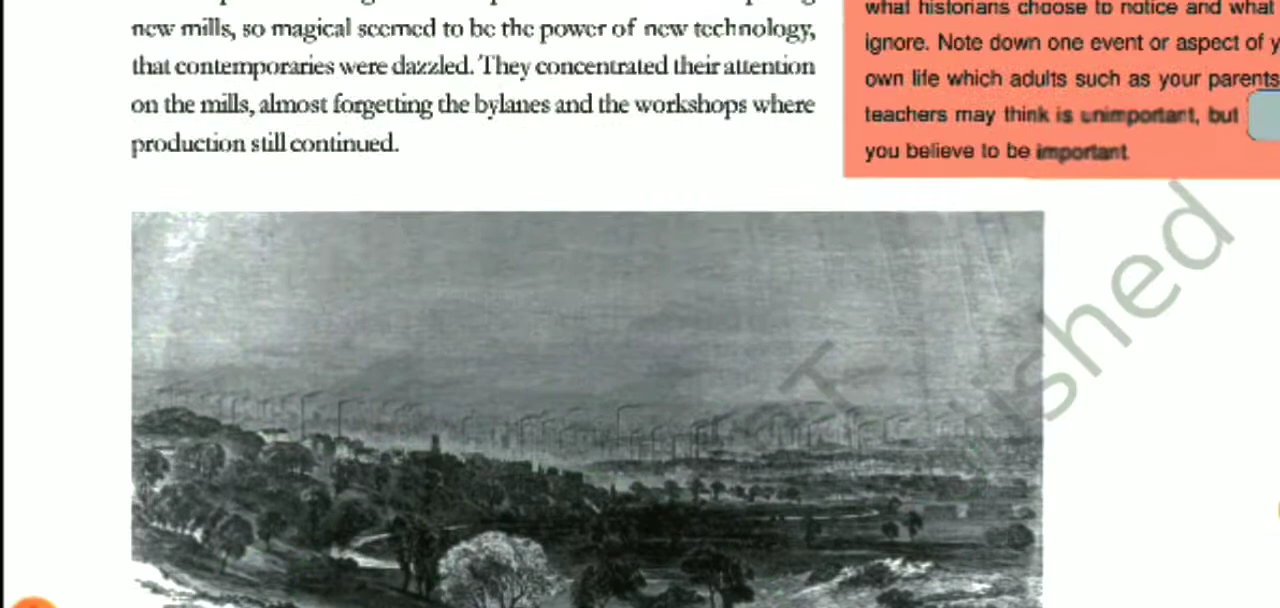 new mills, so magical seemed to be the power of new technology,
that contemporaries were dazzled. They concentrated their attention
on the mills, almost forgetting the bylanes and the workshops where
production still continued.
what historians choose to notice and what
ignore. Note down one event or aspect of y
own life which adults such as your parents
teachers may think is unimportant, but
you believe to be important.
ished